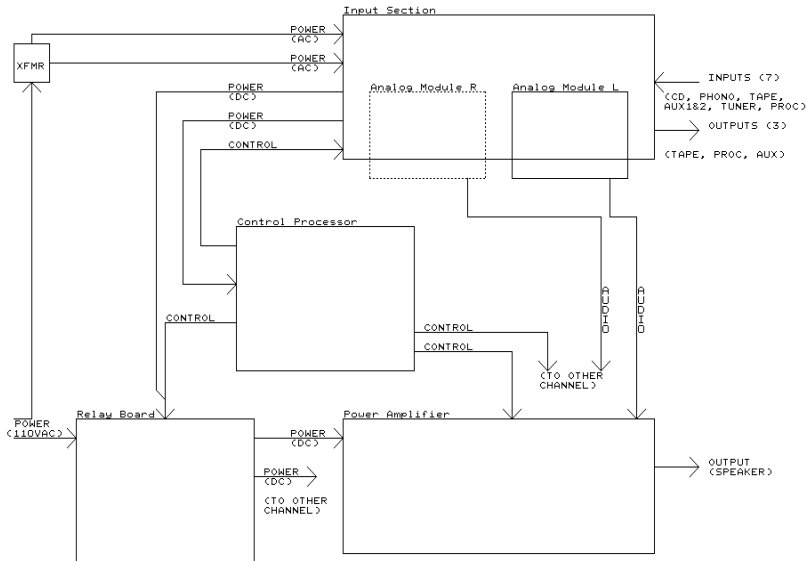 Input Section
POWER
(AC)
XFMR
POWER
(AC)
INPUTS (7)
POWER
(DC)
Analog Module R
Analog Module L
(CD, PHONO, TAPE,
AUX1&2, TUNER, PROC)
POWER
(DC)
OUTPUTS (3)
CONTROL
(TAPE, PROC, AUX)
Control Processor
AUDIO
AUDIO
CONTROL
CONTROL
CONTROL
(TO OTHER
CHANNEL)
Relay Board
Power Amplifier
POWER
(110VAC)
POWER
(DC)
POWER
(DC)
OUTPUT
(SPEAKER)
(TO OTHER
CHANNEL)